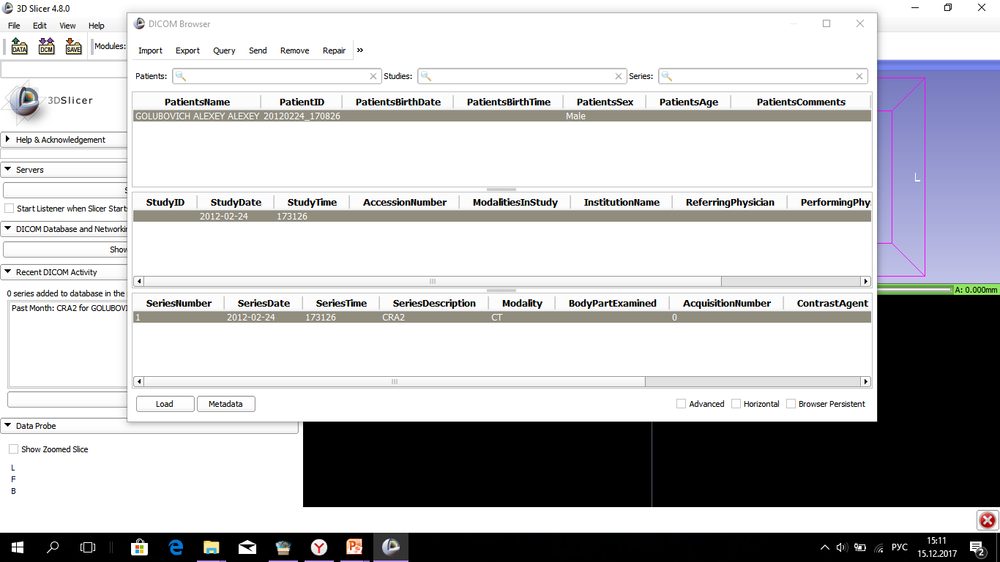 3D Slicer 4.8.0
File Edit View Help
DATA DCM SAVE Modules:
3DSlicer
Help & Acknowledgement
Servers
Start Listener when Slicer Starts
DICOM Database and Networkin
Show
Recent DICOM Activity
0 series added to database in the
Past Month: CRA2 for GOLUBOVI
Data Probe
Show Zoomed Slice
L
F
B
DICOM Browser
Import Export Query Send Remove Repair »
Patients: Studies: Series:
PatientsName PatientID PatientsBirthDate PatientsBirthTime PatientsSex PatientsAge PatientsComments
GOLUBOVICH ALEXEY ALEXEY 20120224_170826 Male
StudyID StudyDate StudyTime AccessionNumber ModalitiesInStudy InstitutionName ReferringPhysician PerformingPhys
2012-02-24 173126
SeriesNumber SeriesDate SeriesTime SeriesDescription Modality BodyPartExamined AcquisitionNumber ContrastAgent
1 2012-02-24 173126 CRA2 CT 0
Load Metadata Advanced Horizontal Browser Persistent
L
A: 0.000mm
РУС
15:11
15.12.2017
2